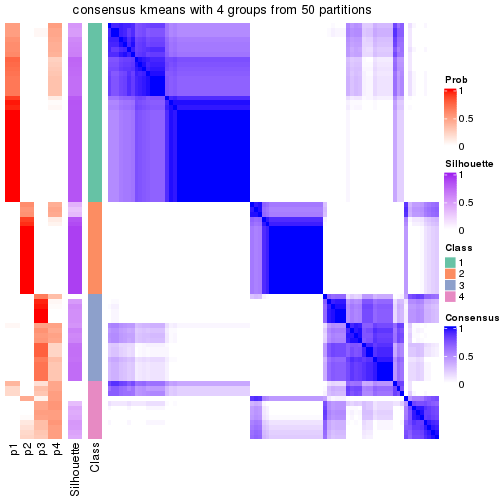 consensus kmeans with 4 groups from 50 partitions
Prob
1
0.5
0
Silhouette
1
0.5
0
Class
1
2
3
4
Consensus
1
0.5
0
p1
p2
p3
p4
Silhouette
Class